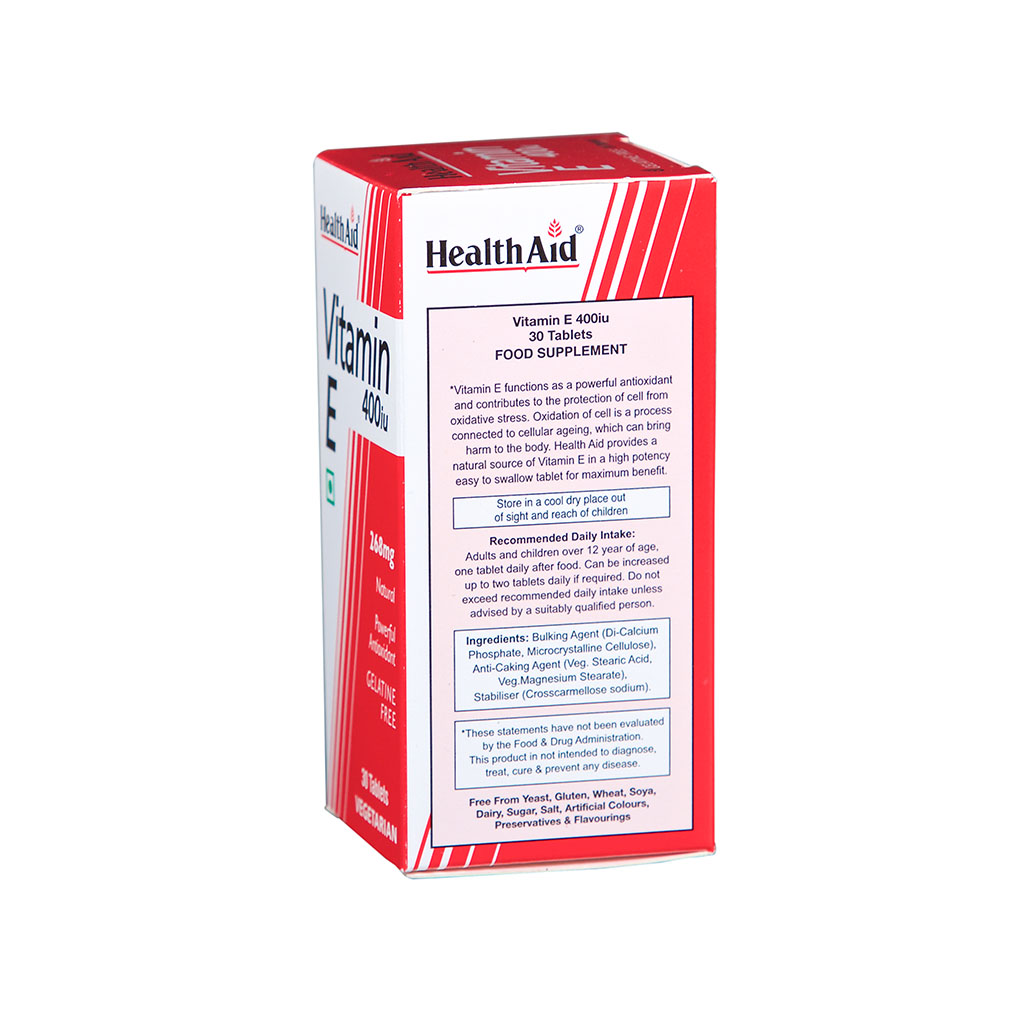 Health Aid
Vitamin
E
Health Aid®
Vitamin
E 400iu
268mg
Natural
Powerful
Antioxidant
GELATINE
FREE
30 Tablets
VEGETARIAN
Health Aid®
Vitamin E 400iu
30 Tablets
FOOD SUPPLEMENT
*Vitamin E functions as a powerful antioxidant
and contributes to the protection of cell from
oxidative stress. Oxidation of cell is a process
connected to cellular ageing, which can bring
harm to the body. Health Aid provides a
natural source of Vitamin E in a high potency
easy to swallow tablet for maximum benefit.
Store in a cool dry place out
of sight and reach of children
Recommended Daily Intake:
Adults and children over 12 year of age,
one tablet daily after food. Can be increased
up to two tablets daily if required. Do not
exceed recommended daily intake unless
advised by a suitably qualified person.
Ingredients: Bulking Agent (Di-Calcium
Phosphate, Microcrystalline Cellulose),
Anti-Caking Agent (Veg. Stearic Acid,
Veg.Magnesium Stearate),
Stabiliser (Crosscarmellose sodium).
*These statements have not been evaluated
by the Food & Drug Administration.
This product in not intended to diagnose,
treat, cure & prevent any disease.
Free From Yeast, Gluten, Wheat, Soya,
Dairy, Sugar, Salt, Artificial Colours,
Preservatives & Flavourings